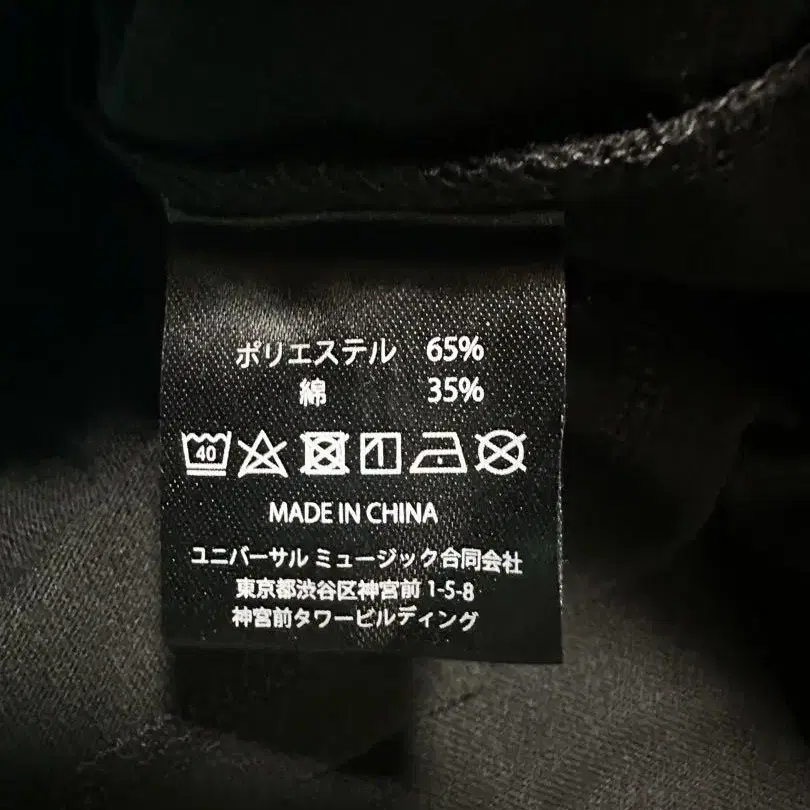 ポリエステル 65%
綿 35%
40
MADE IN CHINA
ユニバーサル ミュージック合同会社
東京都渋谷区神宮前 1-5-8
神宮前タワービルディング